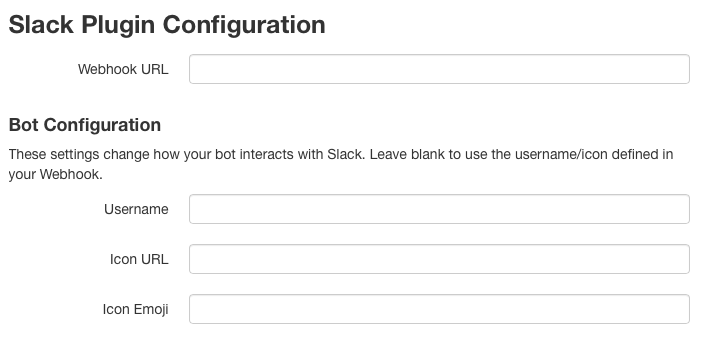 Slack Plugin Configuration
Webhook URL
Bot Configuration
These settings change how your bot interacts with Slack. Leave blank to use the username/icon defined in
your Webhook.
Username
Icon URL
Icon Emoji